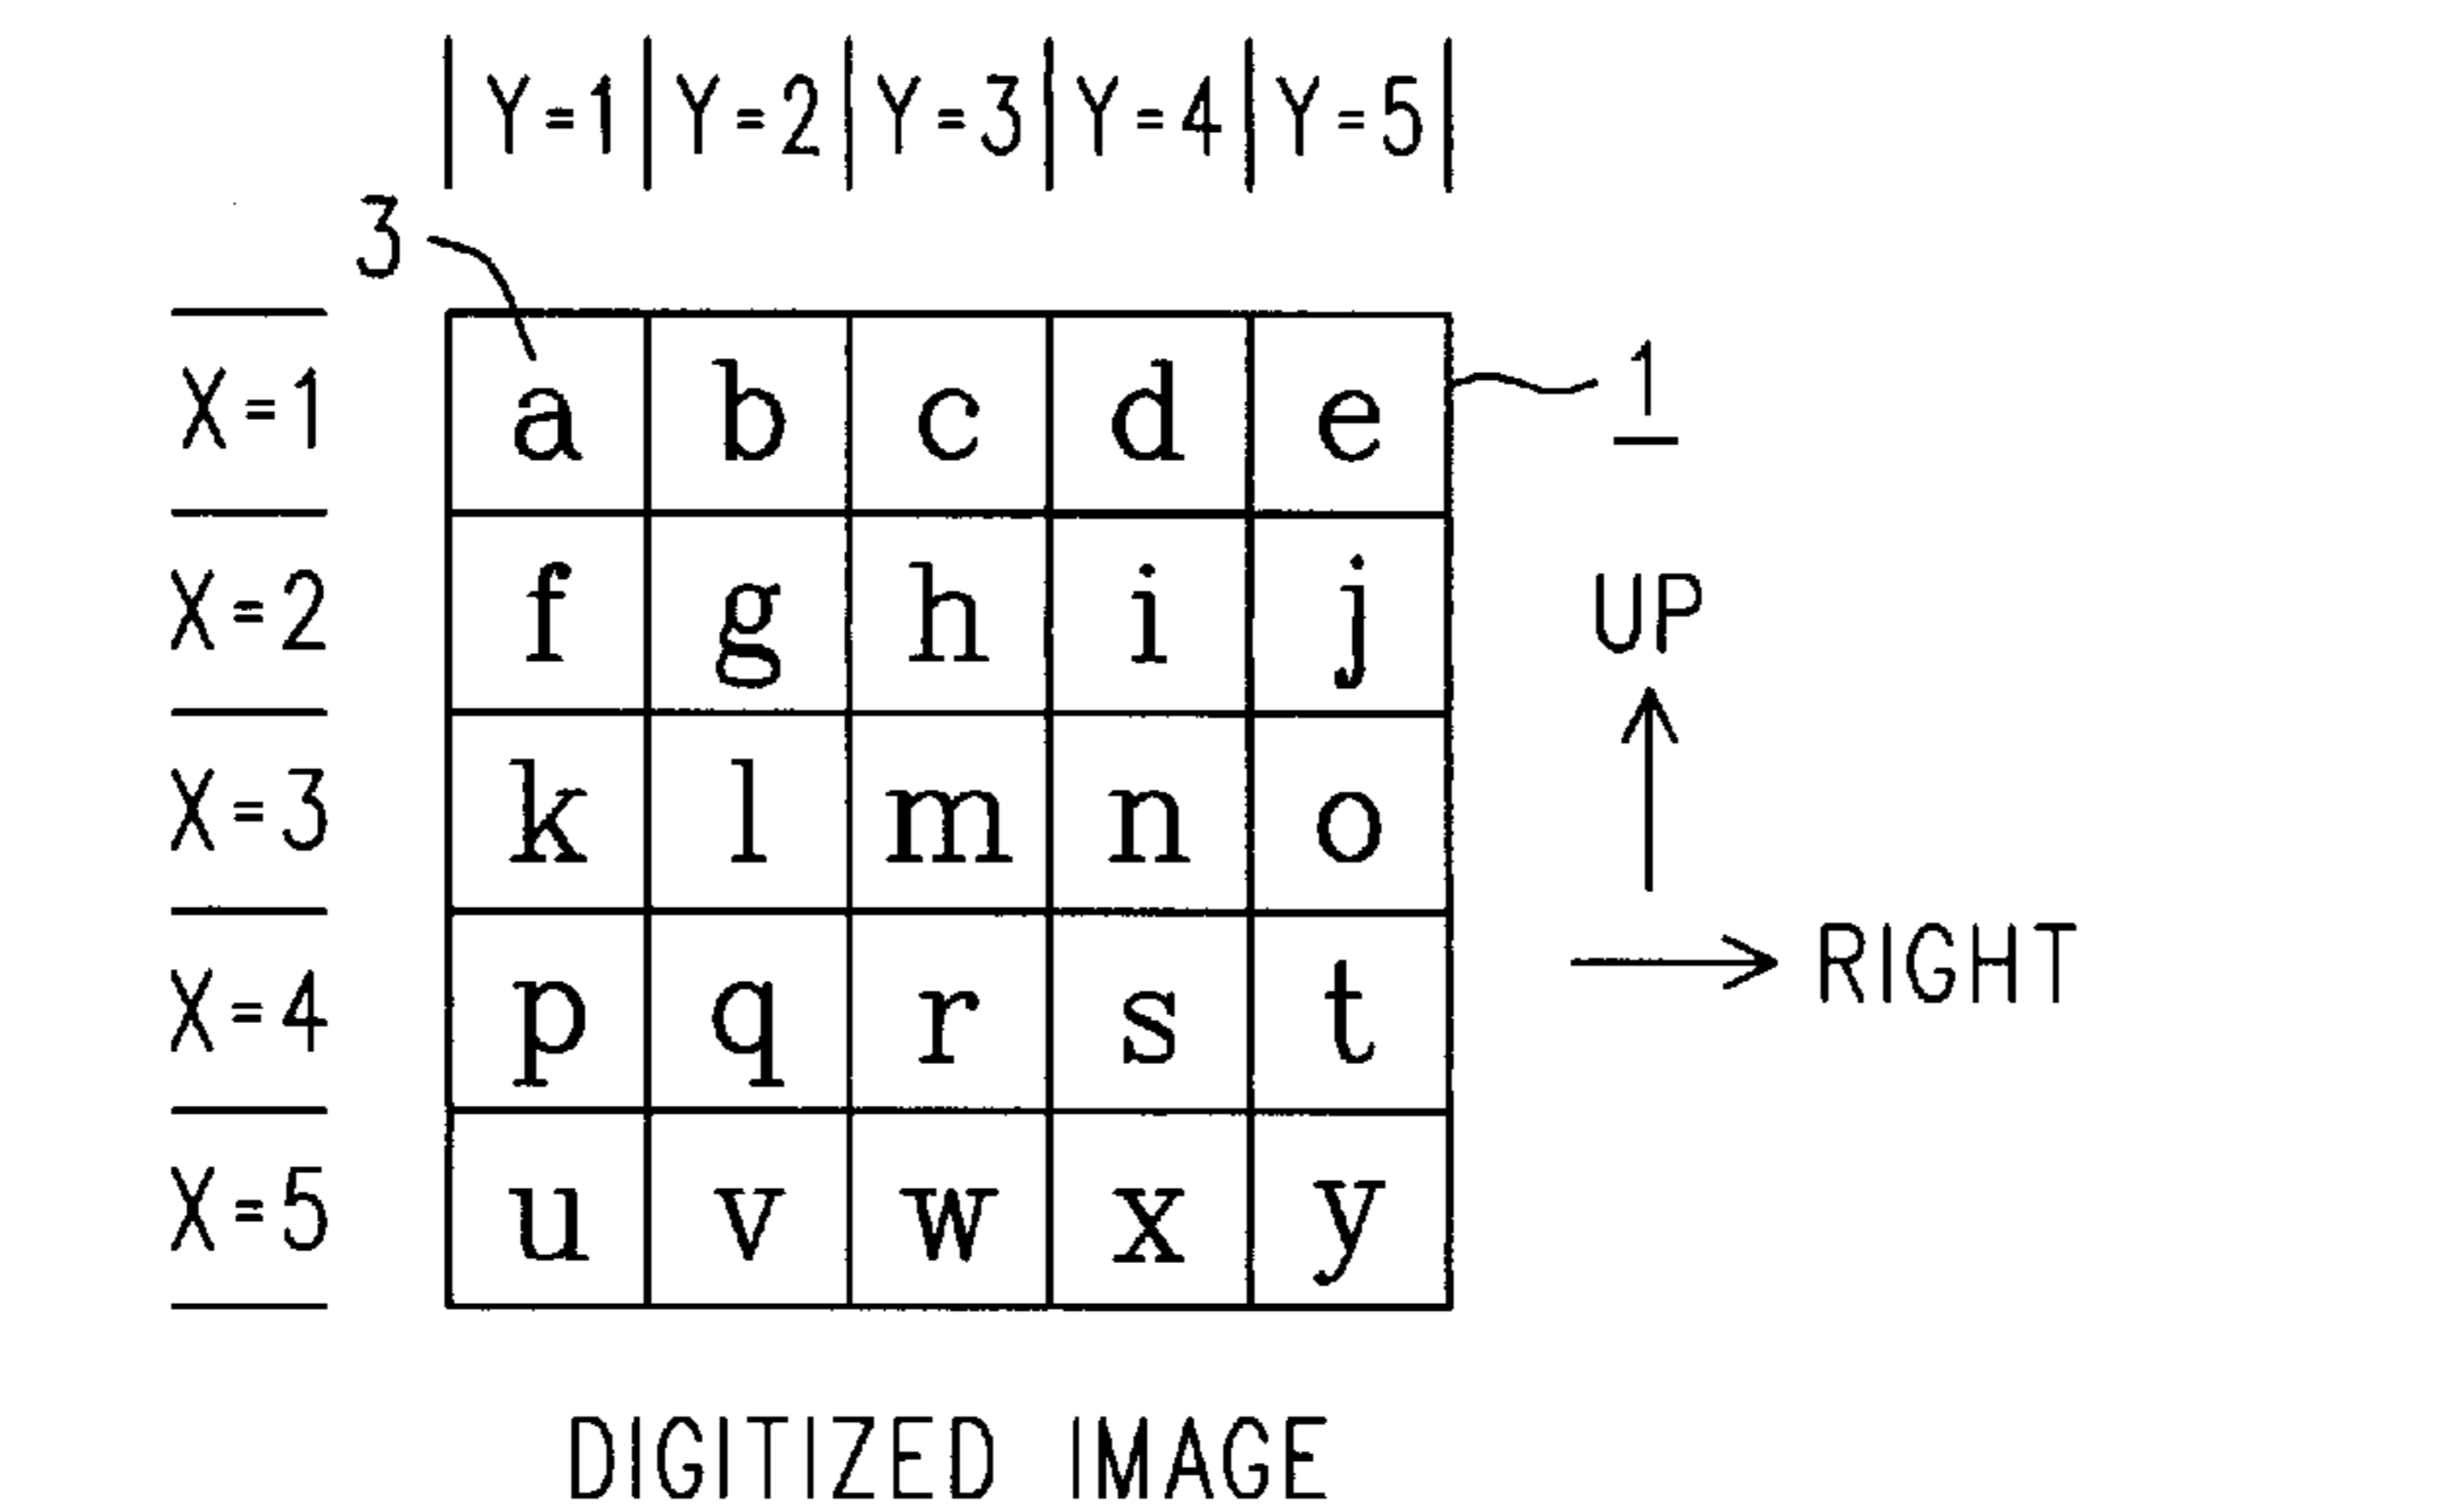 Y=1 Y=2 Y=3 Y=4 Y=5
3
X=1 a b c d e 1
X=2 f g h i j UP
X=3 k l m n o
RIGHT
X=4 p q r s t
X=5 u v w x y
DIGITIZED IMAGE